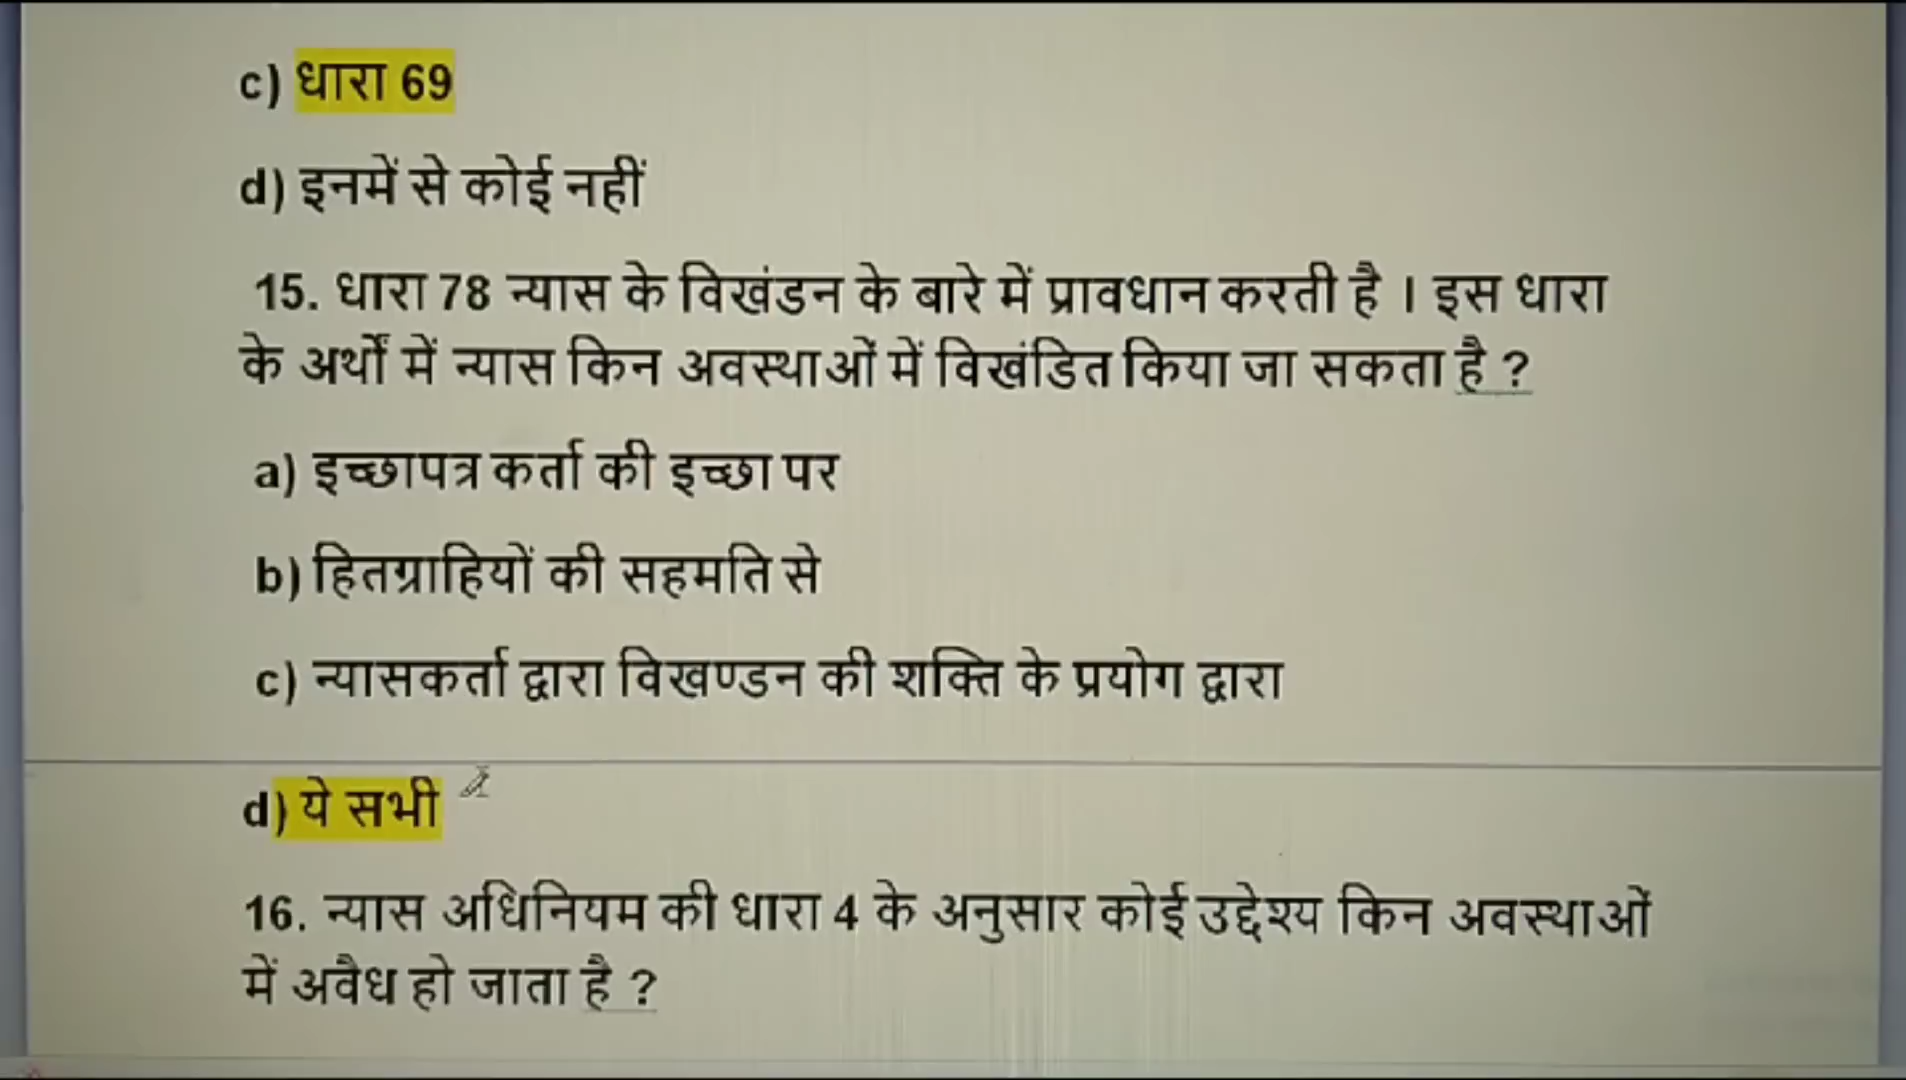 c) धारा 69
d) इनमें से कोई नहीं
15. धारा 78 न्यास के विखंडन के बारे में प्रावधान करती है । इस धारा
के अर्थों में न्यास किन अवस्थाओं में विखंडित किया जा सकता है ?
a) इच्छापत्र कर्ता की इच्छा पर
b) हितग्राहियों की सहमति से
c) न्यासकर्ता द्वारा विखण्डन की शक्ति के प्रयोग द्वारा
d) ये सभी
16. न्यास अधिनियम की धारा 4 के अनुसार कोई उद्देश्य किन अवस्थाओं
में अवैध हो जाता है ?